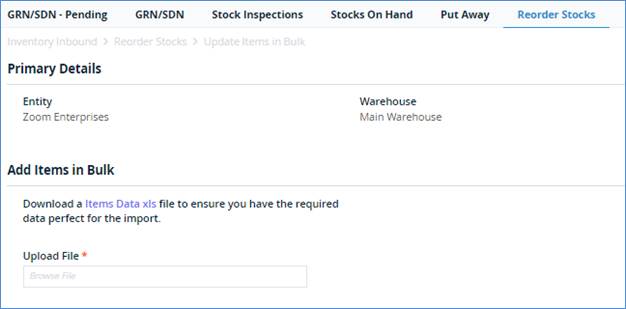 GRN/SDN - Pending GRN/SDN Stock Inspections Stocks On Hand Put Away Reorder Stocks
Inventory Inbound > Reorder Stocks > Update Items in Bulk
Primary Details
Entity Warehouse
Zoom Enterprises Main Warehouse
Add Items in Bulk
Download a Items Data xls file to ensure you have the required
data perfect for the import.
Upload File *
Browse File